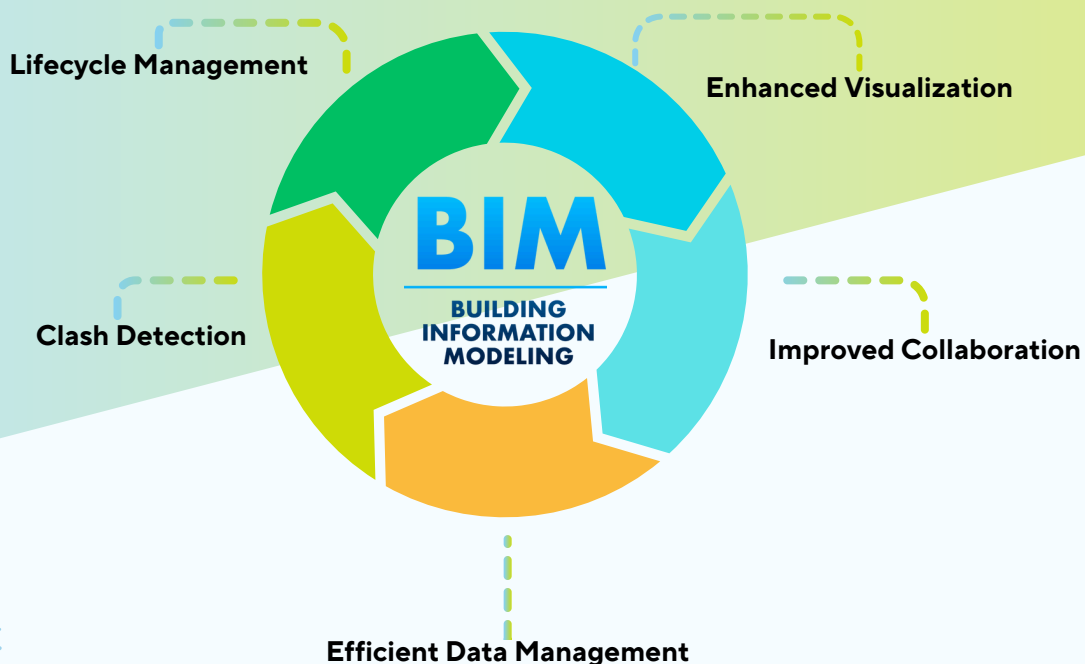 Lifecycle Management
Enhanced Visualization
BIM
BUILDING
INFORMATION
MODELING
Clash Detection
Improved Collaboration
Efficient Data Management